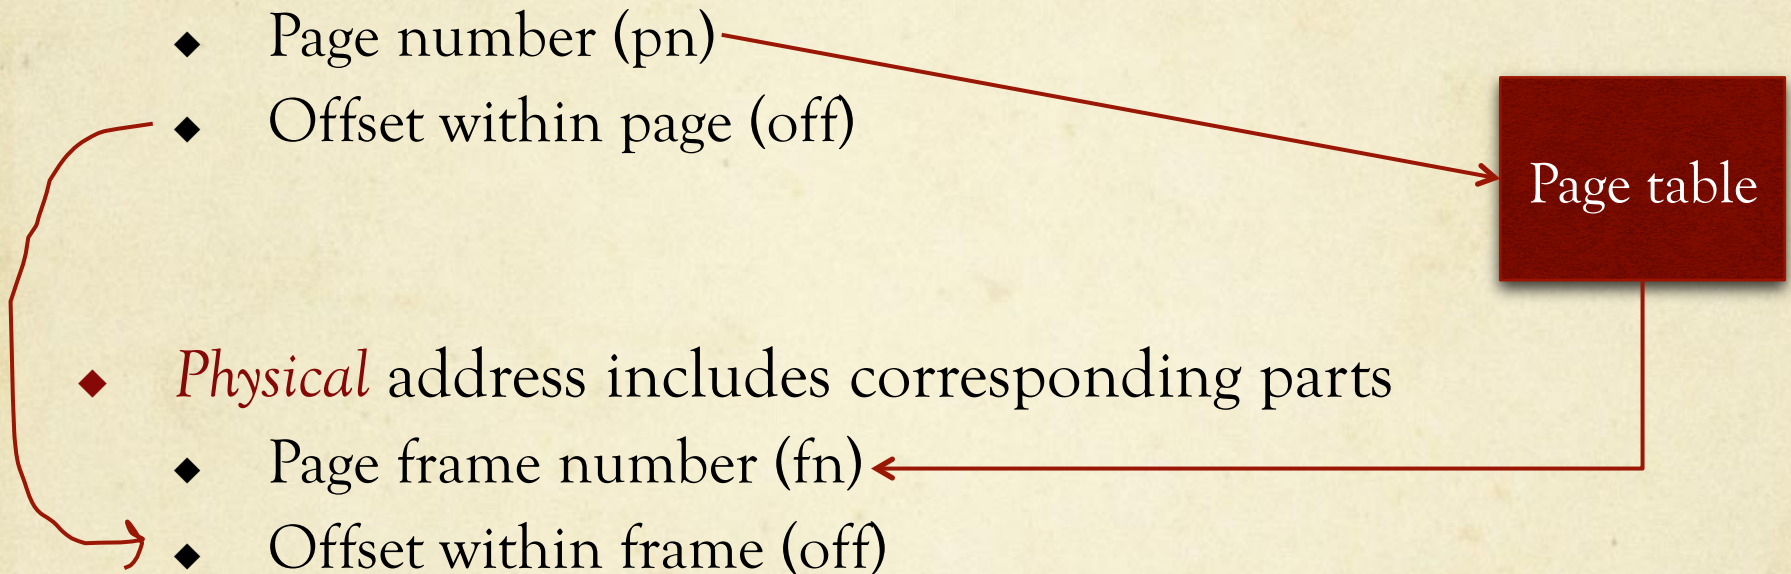 ◆ Page number (pn)
◆ Offset within page (off)
Page table
◆ Physical address includes corresponding parts
◆ Page frame number (fn)
◆ Offset within frame (off)